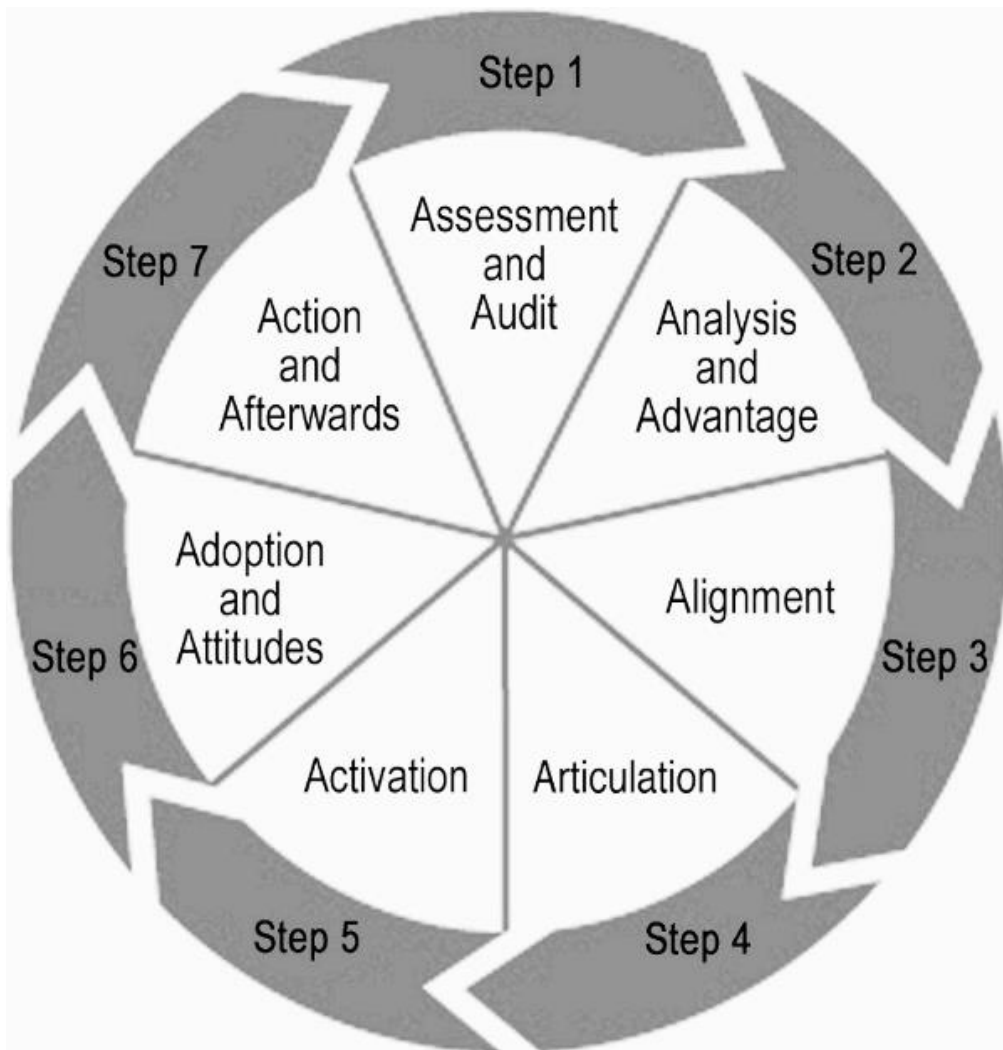 Step 1
Assessment
and
Audit
Step 2
Analysis
and
Advantage
Step 3
Alignment
Step 4
Articulation
Step 5
Activation
Step 6
Adoption
and
Attitudes
Step 7
Action
and
Afterwards